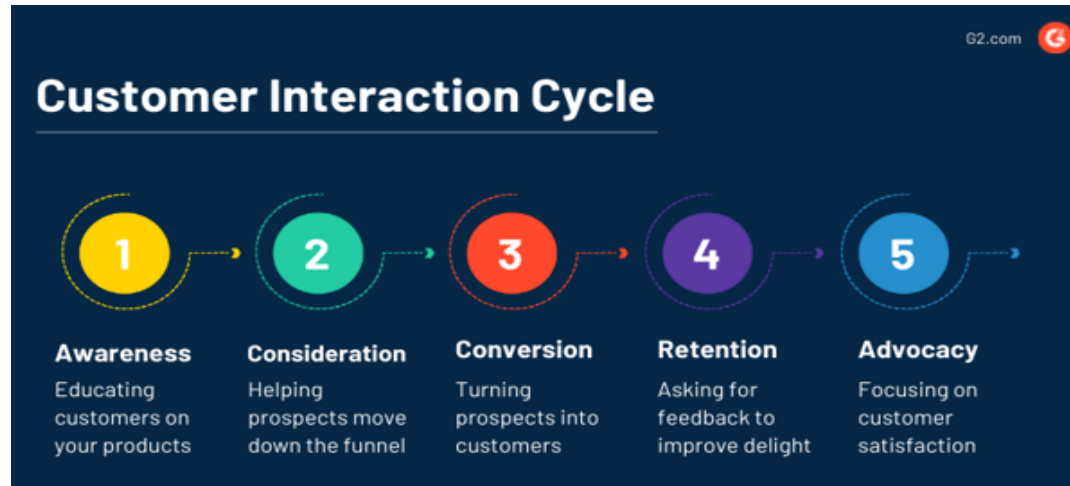 G2.com
Customer Interaction Cycle
1
2
3
4
5
Awareness
Educating
customers on
your products
Consideration
Helping
prospects move
down the funnel
Conversion
Turning
prospects into
customers
Retention
Asking for
feedback to
improve delight
Advocacy
Focusing on
customer
satisfaction